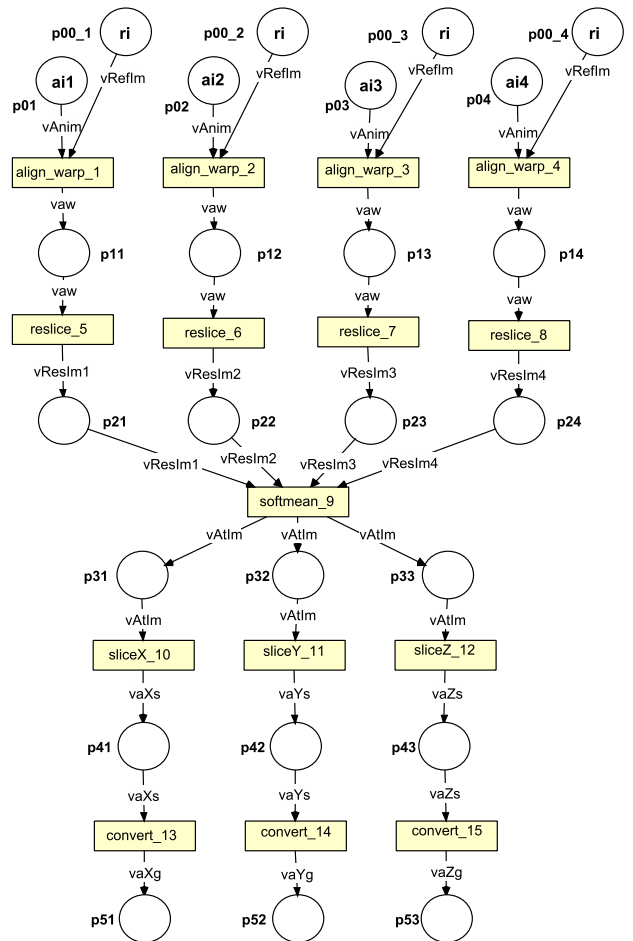 p00_1 ri p00_2 ri p00_3 ri p00_4 ri
ai1 vRefIm ai2 vRefIm ai3 vRefIm ai4 vRefIm
p01 p02 p03 p04
vAnim vAnim vAnim vAnim
align_warp_1 align_warp_2 align_warp_3 align_warp_4
vaw vaw vaw vaw
p11 p12 p13 p14
vaw vaw vaw vaw
reslice_5 reslice_6 reslice_7 reslice_8
vResIm1 vResIm2 vResIm3 vResIm4
p21 p22 p23 p24
vResIm1 vResIm2 vResIm3 vResIm4
softmean_9
vAtIm vAtIm vAtIm
p31 p32 p33
vAtIm vAtIm vAtIm
sliceX_10 sliceY_11 sliceZ_12
vaXs vaYs vaZs
p41 p42 p43
vaXs vaYs vaZs
convert_13 convert_14 convert_15
vaXg vaYg vaZg
p51 p52 p53